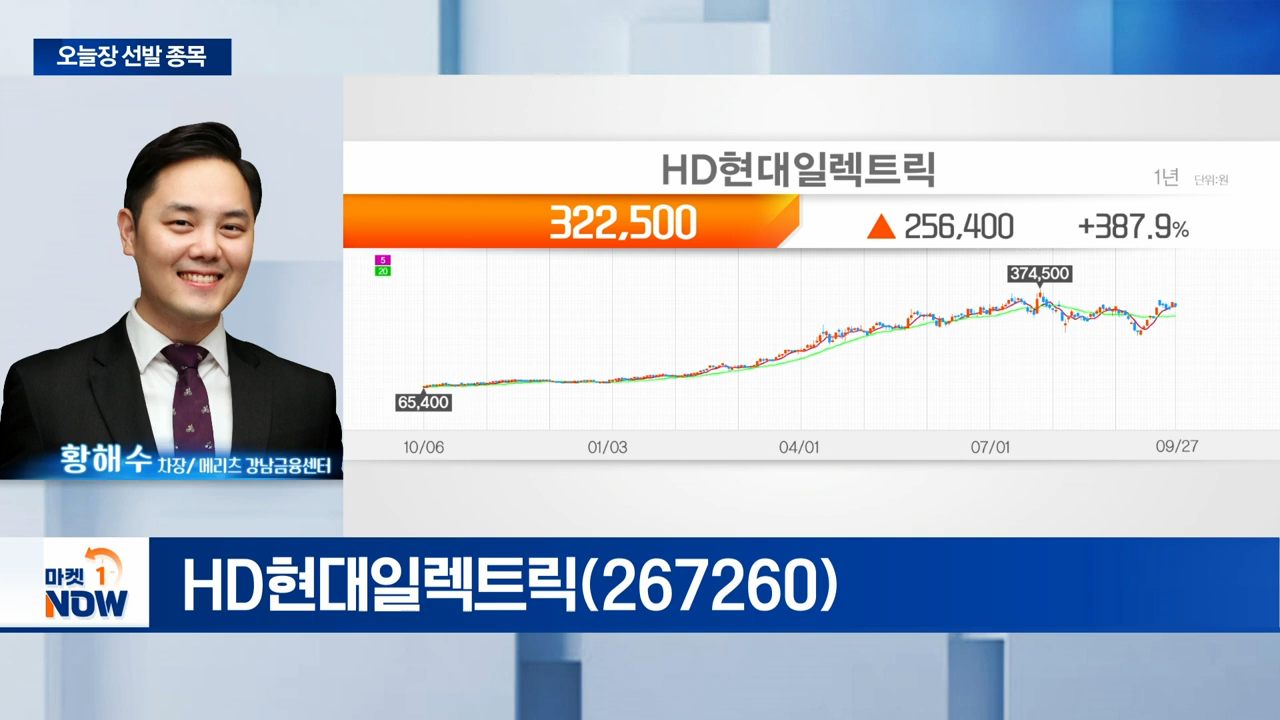 오늘장 선발 종목
HD현대일렉트릭
1년 단위:원
322,500 ▲ 256,400 +387.9%
5
20
374,500
65,400
10/06 01/03 04/01 07/01 09/27
황해수 차장/ 메리츠 강남금융센터
마켓 1
NOW
HD현대일렉트릭(267260)